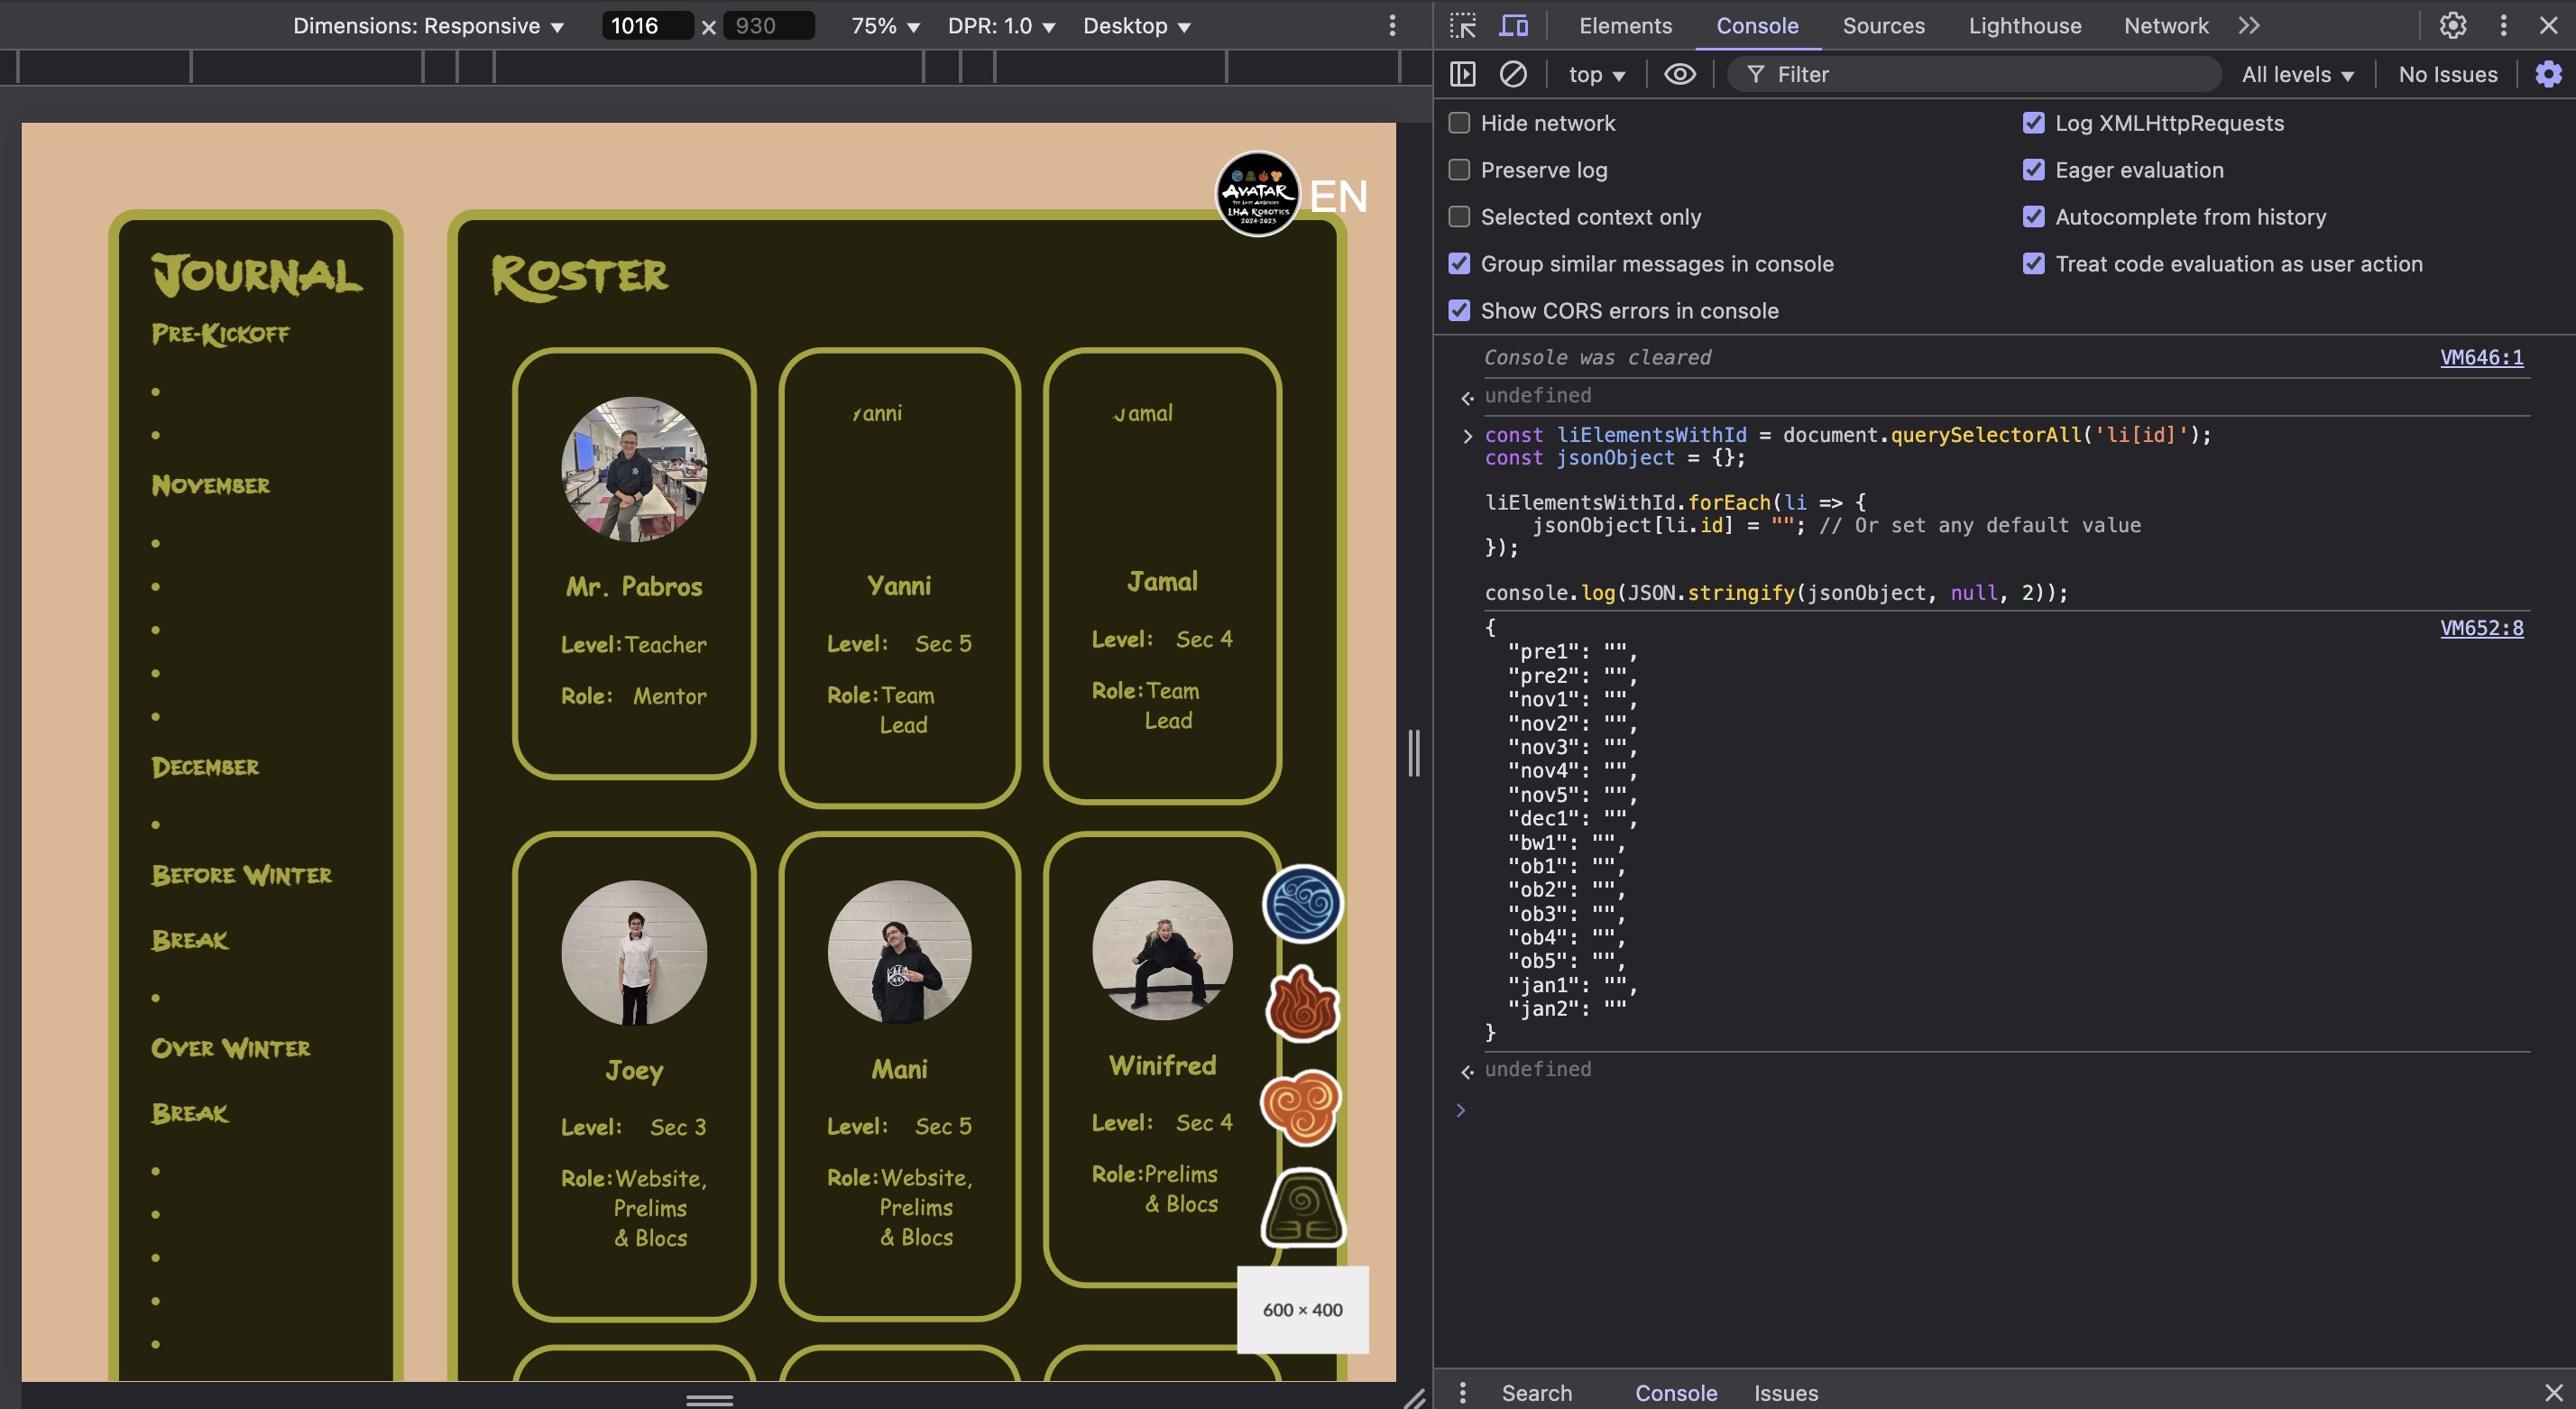 Dimensions: Responsive
1016
×
930
75%
DPR: 1.0
Desktop
AVATAR
THE LAST AIRBENDER
LHA ROBOTICS
2024-2025
EN
JOURNAL
PRE-KICKOFF
NOVEMBER
DECEMBER
BEFORE WINTER
BREAK
OVER WINTER
BREAK
ROSTER
Mr. Pabros
Level: Teacher
Role: Mentor
Yanni
Yanni
Level: Sec 5
Role: Team
Lead
Jamal
Jamal
Level: Sec 4
Role: Team
Lead
Joey
Level: Sec 3
Role: Website,
Prelims
& Blocs
Mani
Level: Sec 5
Role: Website,
Prelims
& Blocs
Winifred
Level: Sec 4
Role: Prelims
& Blocs
600 × 400
Elements
Console
Sources
Lighthouse
Network
top
Filter
All levels
No Issues
Hide network
Log XMLHttpRequests
Preserve log
Eager evaluation
Selected context only
Autocomplete from history
Group similar messages in console
Treat code evaluation as user action
Show CORS errors in console
Console was cleared
VM646:1
undefined
const liElementsWithId = document.querySelectorAll('li[id]');
const jsonObject = {};
liElementsWithId.forEach(li => {
jsonObject[li.id] = ""; // Or set any default value
});
console.log(JSON.stringify(jsonObject, null, 2));
{
VM652:8
"pre1": "",
"pre2": "",
"nov1": "",
"nov2": "",
"nov3": "",
"nov4": "",
"nov5": "",
"dec1": "",
"bw1": "",
"ob1": "",
"ob2": "",
"ob3": "",
"ob4": "",
"ob5": "",
"jan1": "",
"jan2": ""
}
undefined
Search
Console
Issues